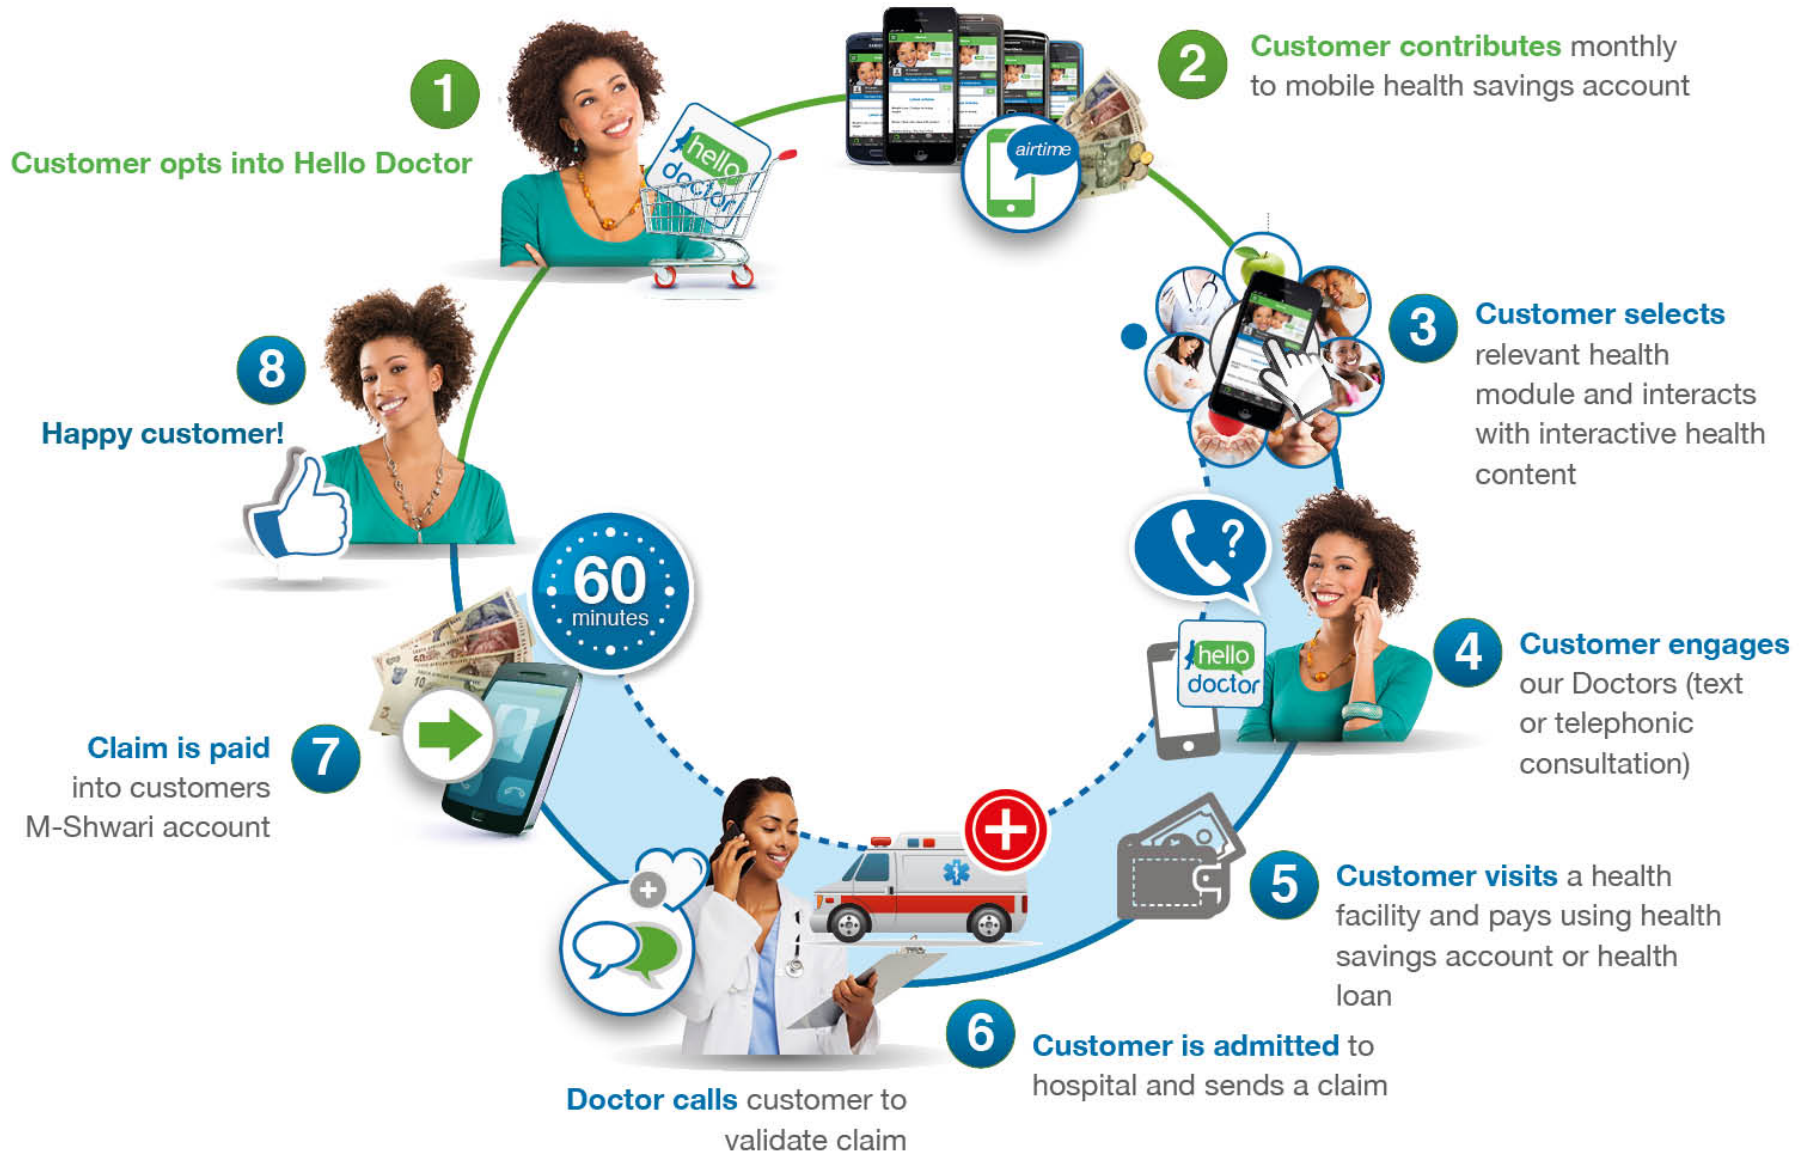 1
Customer opts into Hello Doctor
hello
doctor
airtime
2
Customer contributes monthly
to mobile health savings account
3
Customer selects
relevant health
module and interacts
with interactive health
content
?
hello
doctor
4
Customer engages
our Doctors (text
or telephonic
consultation)
5
Customer visits a health
facility and pays using health
savings account or health
loan
6
Customer is admitted to
hospital and sends a claim
Doctor calls customer to
validate claim
7
Claim is paid
into customers
M-Shwari account
10
60
minutes
8
Happy customer!